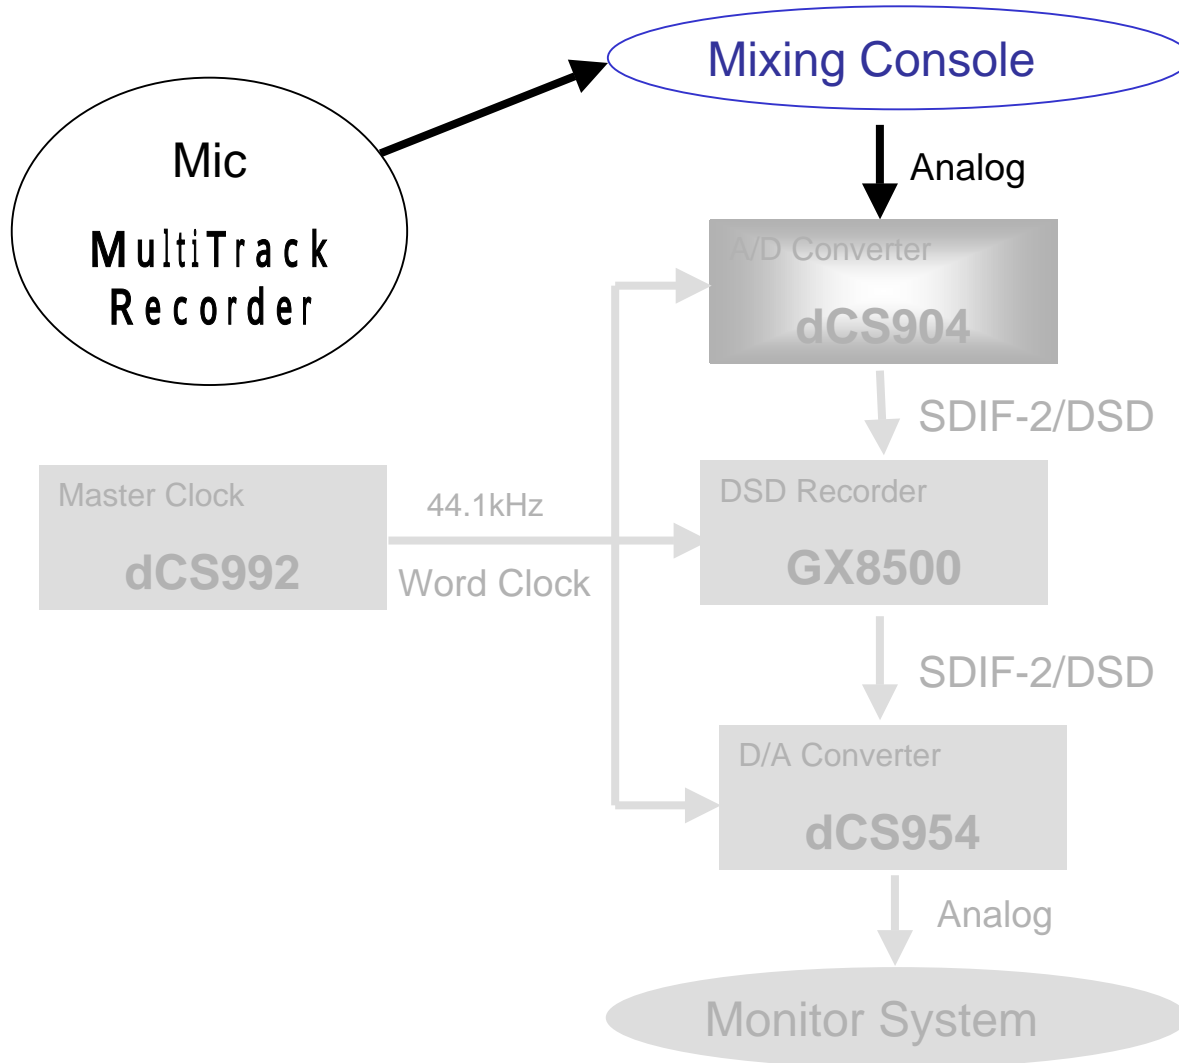 Mixing Console
Mic
MultiTrack
Recorder
Analog
A/D Converter
dCS904
SDIF-2/DSD
Master Clock
dCS992
44.1kHz
Word Clock
DSD Recorder
GX8500
SDIF-2/DSD
D/A Converter
dCS954
Analog
Monitor System